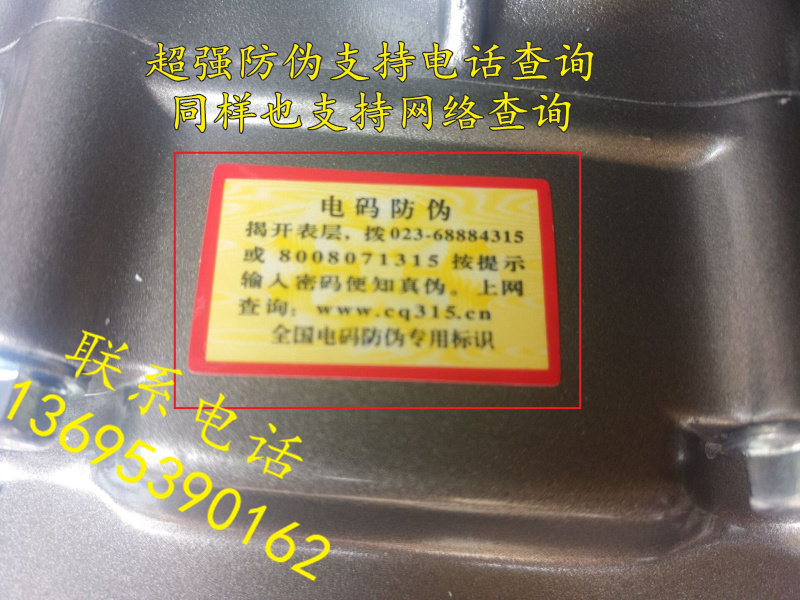 超强防伪支持电话查询
同样也支持网络查询
电码防伪
揭开表层，拨023-68884315
或8008071315按提示
输入密码便知真伪。上网
查询：www.cq315.cn
全国电码防伪专用标识
联系电话
13695390162